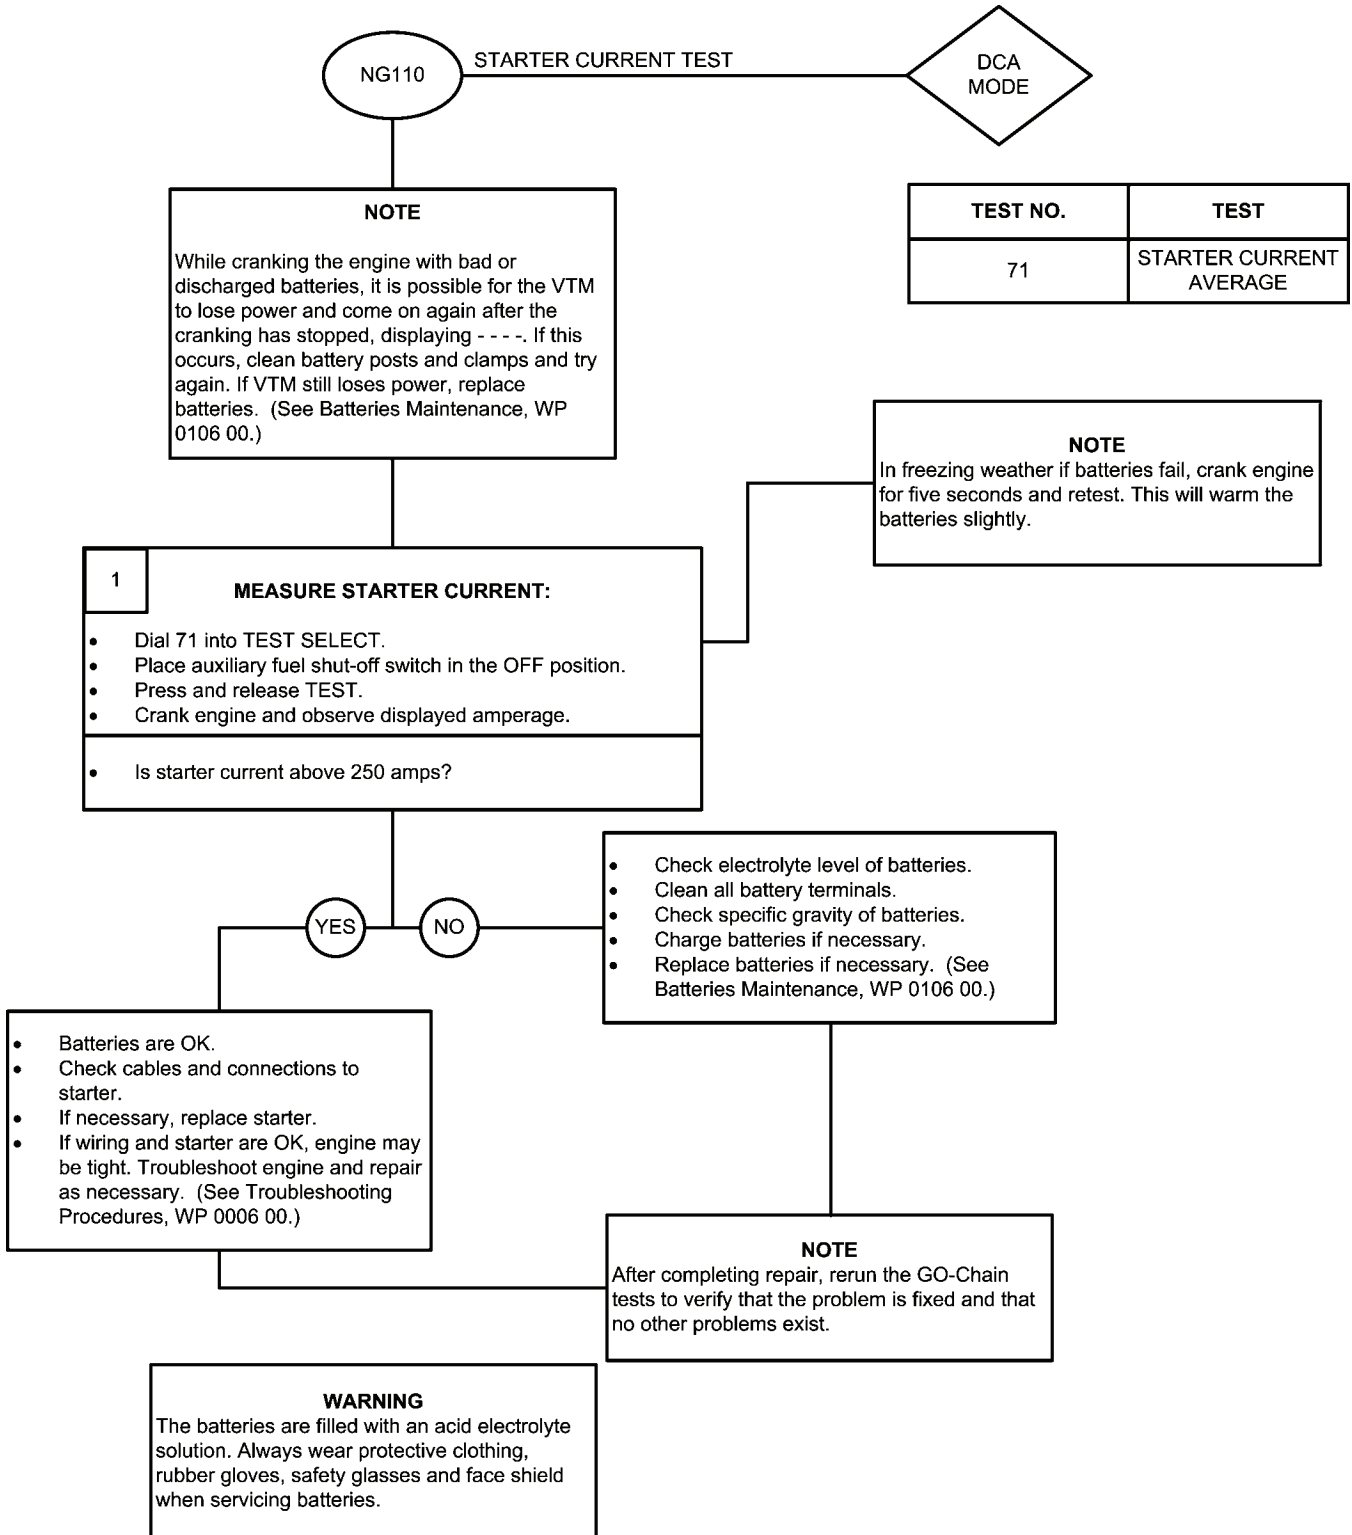 NG110
STARTER CURRENT TEST
DCA
MODE
NOTE
While cranking the engine with bad or
discharged batteries, it is possible for the VTM
to lose power and come on again after the
cranking has stopped, displaying - - - -. If this
occurs, clean battery posts and clamps and try
again. If VTM still loses power, replace
batteries.  (See Batteries Maintenance, WP
0106 00.)
TEST NO.
TEST
71
STARTER CURRENT
AVERAGE
NOTE
In freezing weather if batteries fail, crank engine
for five seconds and retest. This will warm the
batteries slightly.
1
MEASURE STARTER CURRENT:
• Dial 71 into TEST SELECT.
• Place auxiliary fuel shut-off switch in the OFF position.
• Press and release TEST.
• Crank engine and observe displayed amperage.
• Is starter current above 250 amps?
YES
NO
• Check electrolyte level of batteries.
• Clean all battery terminals.
• Check specific gravity of batteries.
• Charge batteries if necessary.
• Replace batteries if necessary.  (See
Batteries Maintenance, WP 0106 00.)
• Batteries are OK.
• Check cables and connections to
starter.
• If necessary, replace starter.
• If wiring and starter are OK, engine may
be tight. Troubleshoot engine and repair
as necessary.  (See Troubleshooting
Procedures, WP 0006 00.)
NOTE
After completing repair, rerun the GO-Chain
tests to verify that the problem is fixed and that
no other problems exist.
WARNING
The batteries are filled with an acid electrolyte
solution. Always wear protective clothing,
rubber gloves, safety glasses and face shield
when servicing batteries.